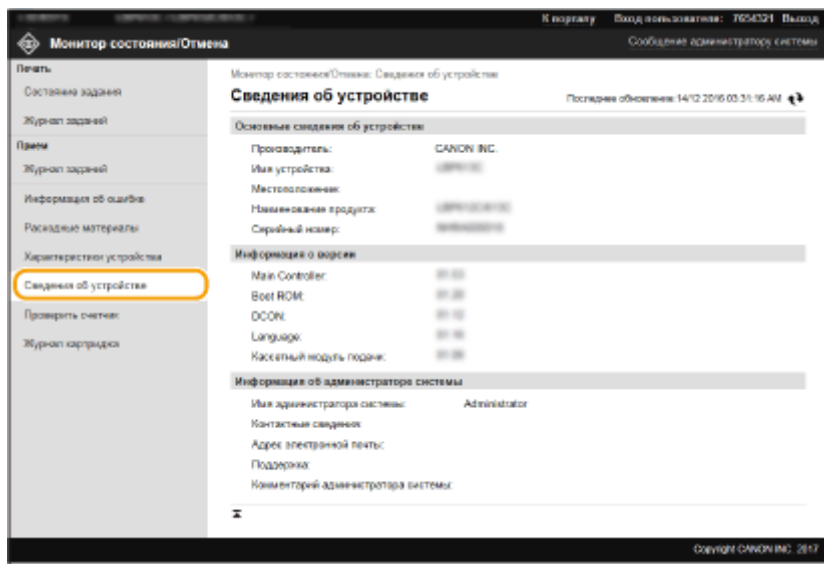 К порталу Вход пользователя: 7654321 Выход
Монитор состояния/Отмена
Сообщение администратору системы
Печать
Состояние заданий
Журнал заданий
Прием
Журнал заданий
Информация об ошибке
Расходные материалы
Характеристики устройства
Сведения об устройстве
Проверить счетчик
Журнал картриджа
Монитор состояния/Отмена: Сведения об устройстве
Сведения об устройстве
Последнее обновление: 14/12 2016 03:31:16 AM
Основные сведения об устройстве
Производитель: CANON INC.
Имя устройства:
Местоположение:
Наименование продукта:
Серийный номер:
Информация о версии
Main Controller:
Boot ROM:
DCON:
Language:
Кассетный модуль подачи:
Информация об администраторе системы
Имя администратора системы: Administrator
Контактные сведения:
Адрес электронной почты:
Поддержка:
Комментарий администратора системы:
Copyright CANON INC. 2017